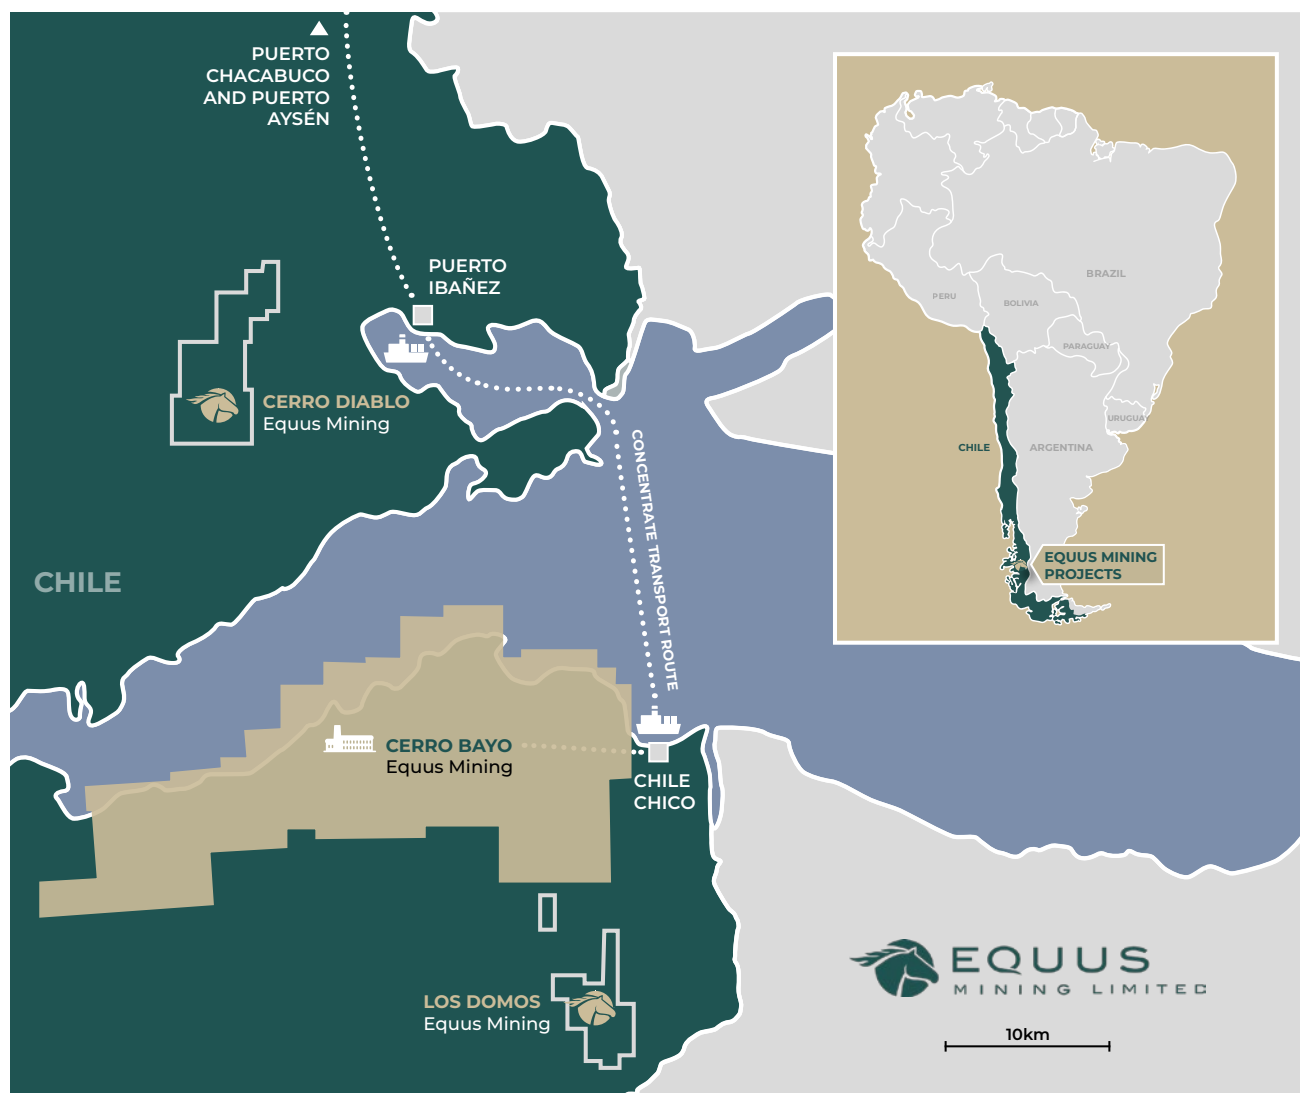 PUERTO
CHACABUCO
AND PUERTO
AYSÉN
PUERTO
IBAÑEZ
CERRO DIABLO
Equus Mining
CONCENTRATE TRANSPORT ROUTE
CHILE
CERRO BAYO
Equus Mining
CHILE
CHICO
LOS DOMOS
Equus Mining
BRAZIL
PERU
BOLIVIA
PARAGUAY
URUGUAY
CHILE
ARGENTINA
EQUUS MINING
PROJECTS
EQUUS
MINING LIMITED
10km